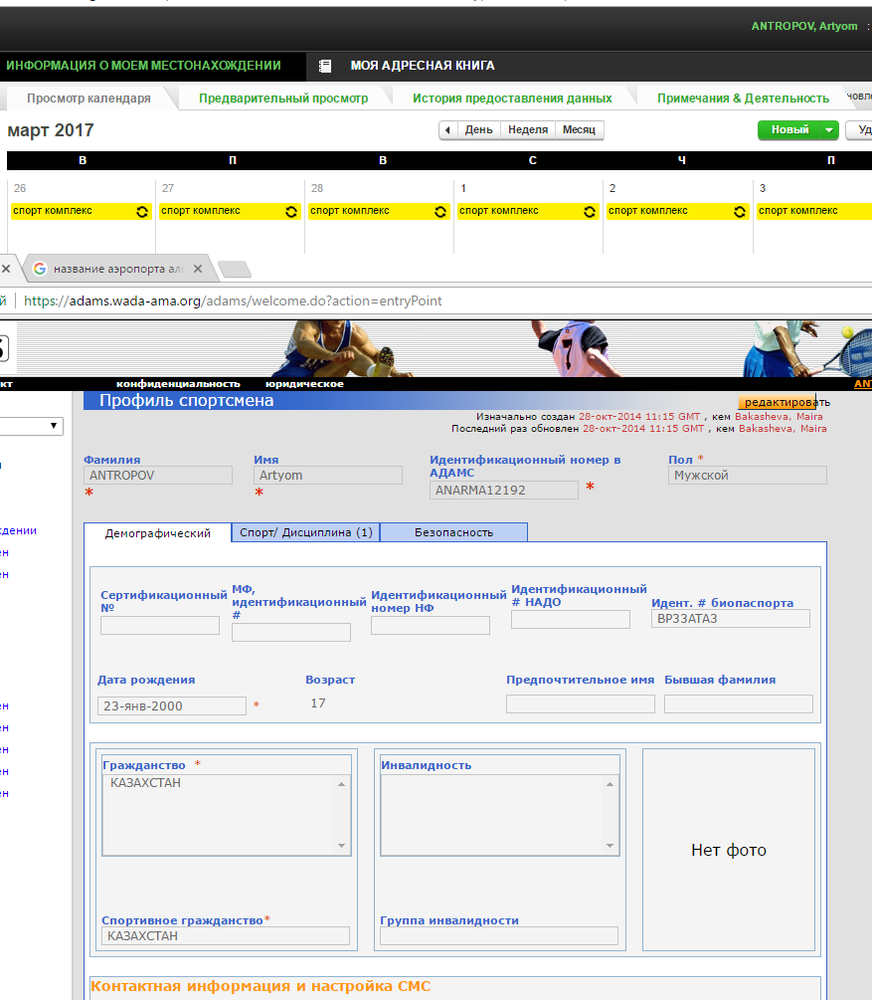 ANTROPOV, Artyom :
ИНФОРМАЦИЯ О МОЕМ МЕСТОНАХОЖДЕНИИ МОЯ АДРЕСНАЯ КНИГА
Просмотр календаря Предварительный просмотр История предоставления данных Примечания & Деятельность
март 2017 День Неделя Месяц Новый Уд
В П В С Ч П
26 27 28 1 2 3
спорт комплекс спорт комплекс спорт комплекс спорт комплекс спорт комплекс спорт комплекс
название аэропорта ал
й https://adams.wada-ama.org/adams/welcome.do?action=entryPoint
кт конфиденциальность юридическое ANT
Профиль спортсмена редактировать
Изначально создан 28-окт-2014 11:15 GMT , кем Bakasheva, Maira
Последний раз обновлен 28-окт-2014 11:15 GMT , кем Bakasheva, Maira
Фамилия Имя Идентификационный номер в АДАМС Пол *
ANTROPOV Artyom ANARMA12192 Мужской
* * *
ждении
ен
ен
Демографический Спорт/ Дисциплина (1) Безопасность
Сертификационный № МФ, идентификационный # Идентификационный номер НФ Идентификационный # НАДО Идент. # биопаспорта
BP33ATA3
Дата рождения Возраст Предпочтительное имя Бывшая фамилия
23-янв-2000 * 17
ен
ен
ен
ен
ен
Гражданство * Инвалидность
КАЗАХСТАН
Нет фото
Спортивное гражданство* Группа инвалидности
КАЗАХСТАН
Контактная информация и настройка СМС